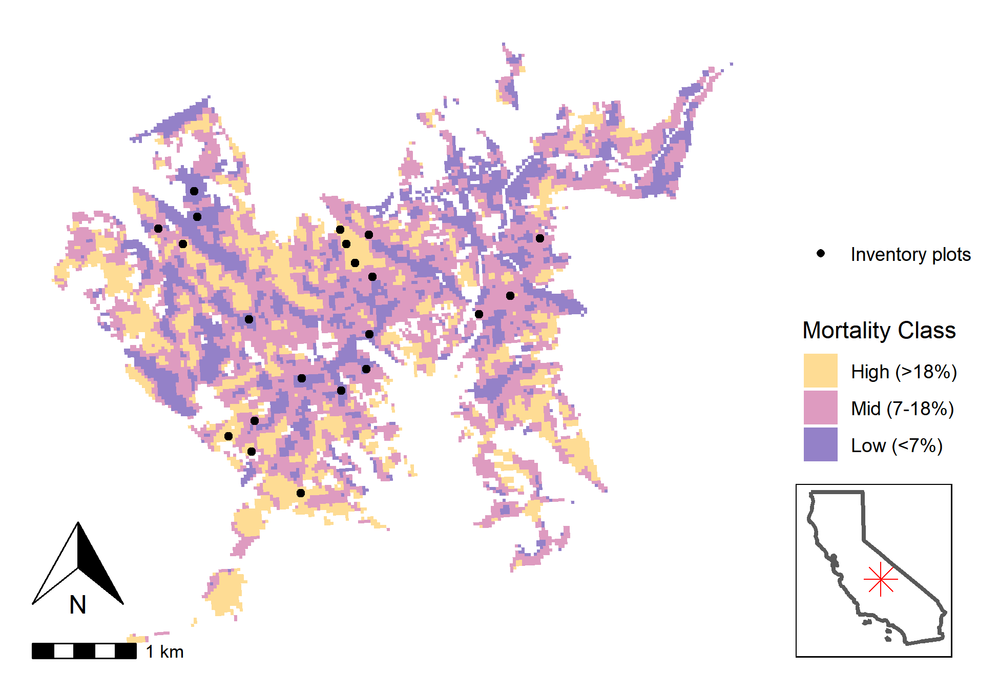 Inventory plots
Mortality Class
High (>18%)
Mid (7-18%)
Low (<7%)
N
1 km